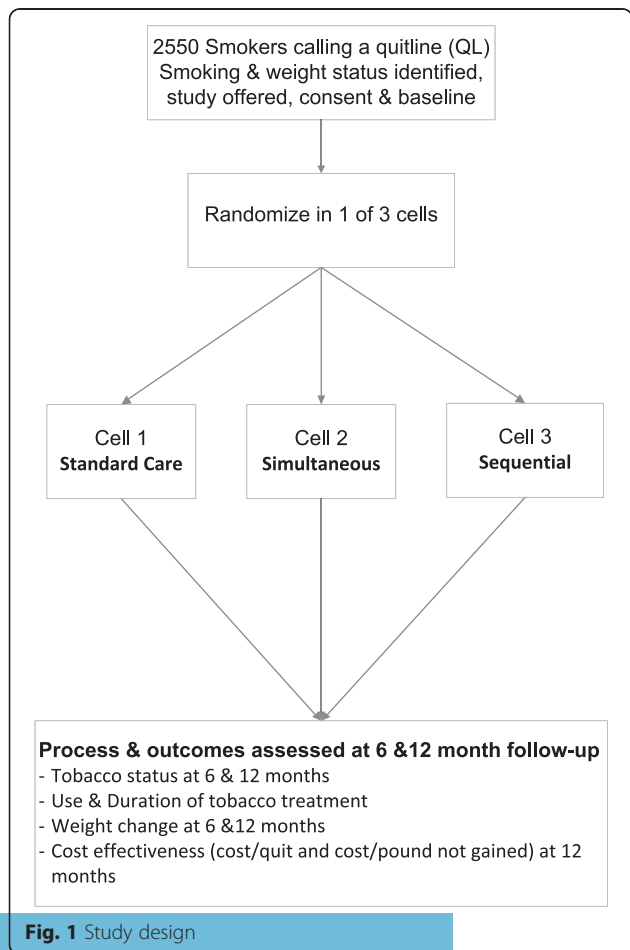 2550 Smokers calling a quitline (QL)
Smoking & weight status identified,
study offered, consent & baseline
Randomize in 1 of 3 cells
Cell 1
Standard Care
Cell 2
Simultaneous
Cell 3
Sequential
Process & outcomes assessed at 6 &12 month follow-up
- Tobacco status at 6 & 12 months
- Use & Duration of tobacco treatment
- Weight change at 6 &12 months
- Cost effectiveness (cost/quit and cost/pound not gained) at 12
months
Fig. 1 Study design